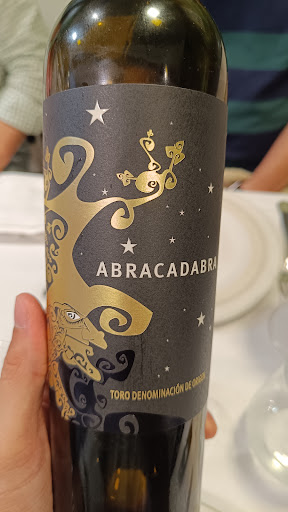 ABRACADABRA
TORO DENOMINACIÓN DE ORIGEN